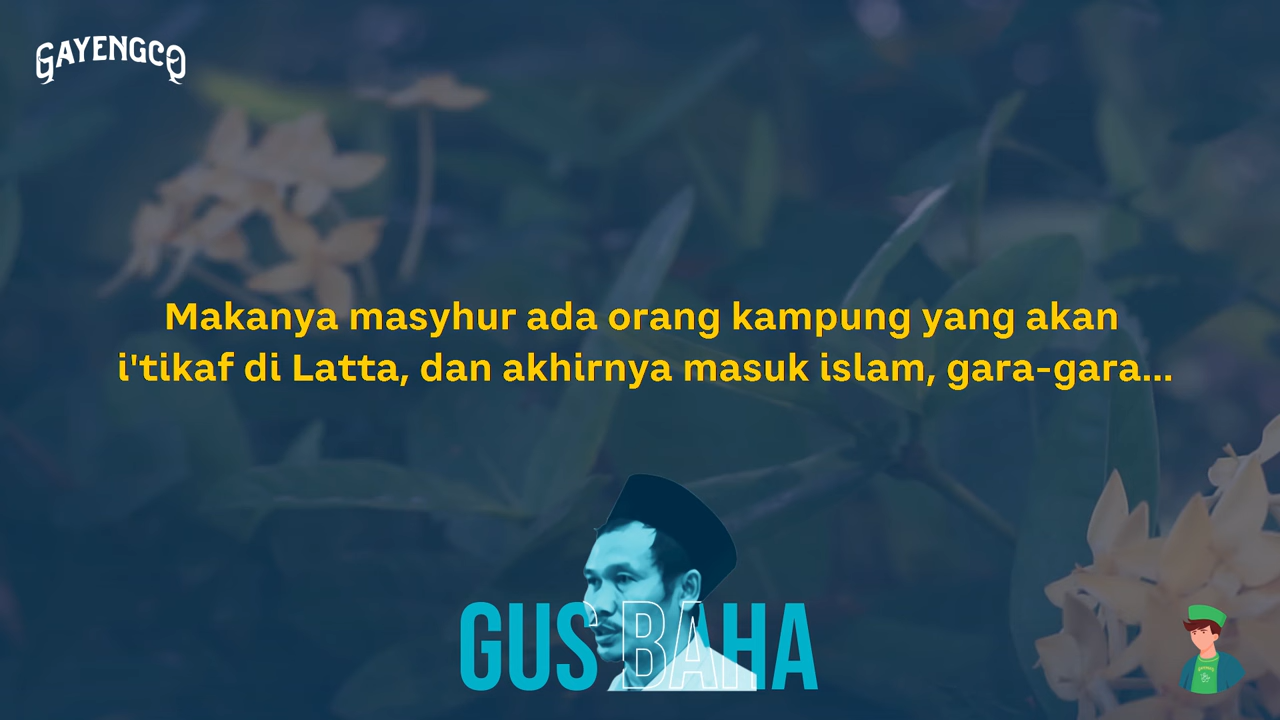 GAYENGCO
Makanya masyhur ada orang kampung yang akan
i'tikaf di Latta, dan akhirnya masuk islam, gara-gara...
GUS BAHA